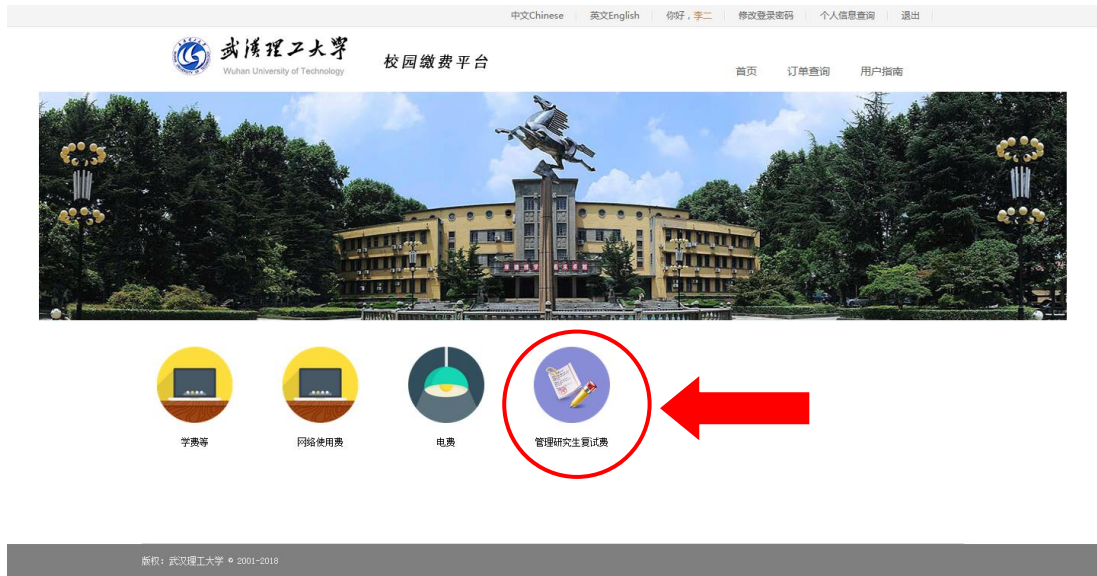 中文Chinese 英文English 你好，李二 修改登录密码 个人信息查询 退出
武汉理工大学
Wuhan University of Technology
校园缴费平台
首页 订单查询 用户指南
学费等 网络使用费 电费 管理研究生复试费
版权：武汉理工大学 © 2001-2018